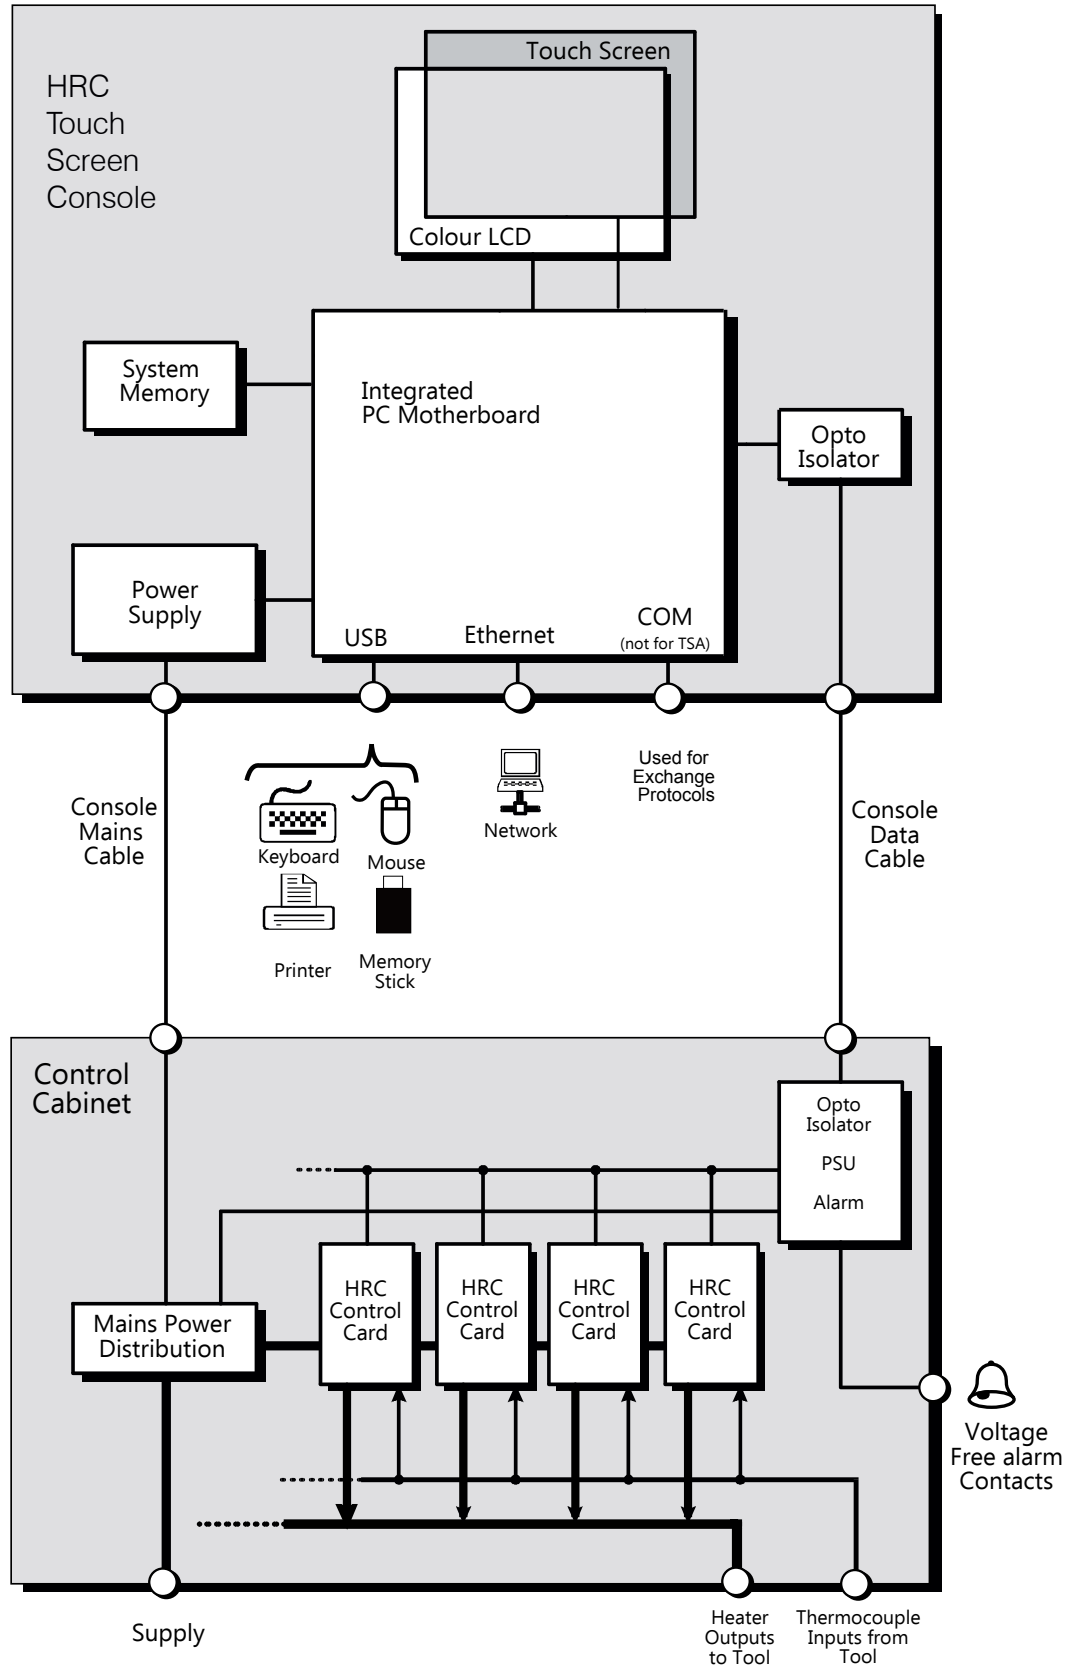 Touch Screen
HRC
Touch
Screen
Console
Colour LCD
System
Memory
Integrated
PC Motherboard
Opto
Isolator
Power
Supply
USB
Ethernet
COM
(not for TSA)
Console
Mains
Cable
Keyboard
Mouse
Printer
Memory
Stick
Network
Used for
Exchange
Protocols
Console
Data
Cable
Control
Cabinet
Opto
Isolator
PSU
Alarm
HRC
Control
Card
HRC
Control
Card
HRC
Control
Card
HRC
Control
Card
Mains Power
Distribution
Voltage
Free alarm
Contacts
Supply
Heater
Outputs
to Tool
Thermocouple
Inputs from
Tool